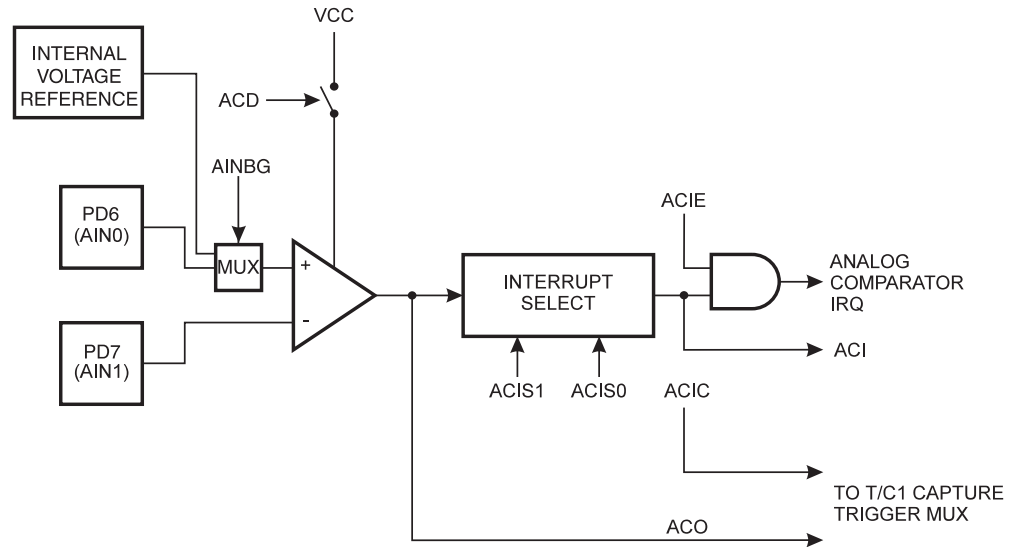 VCC
INTERNAL
VOLTAGE
REFERENCE
ACD
AINBG
PD6
(AIN0)
MUX
+
-
PD7
(AIN1)
INTERRUPT
SELECT
ACIS1
ACIS0
ACIE
ANALOG
COMPARATOR
IRQ
ACI
ACIC
TO T/C1 CAPTURE
TRIGGER MUX
ACO